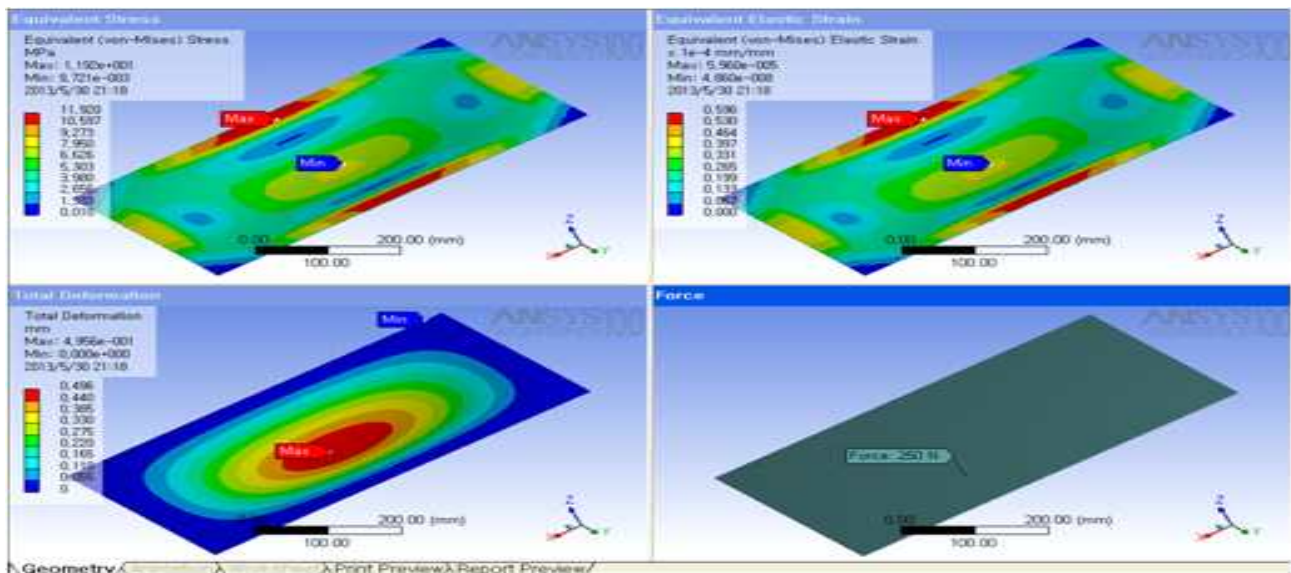 Equivalent Stress
Equivalent (von-Mises) Stress
MPa
Max: 1,192e+001
Min: 9,721e-003
2013/5/30 21:18
11,920
10,597
9,273
7,950
6,626
5,303
3,980
2,656
0,010
Max
Min
0.00
200.00 (mm)
100.00
Z
X
Y
ANSYS
Equivalent Elastic Strain
Equivalent (von-Mises) Elastic Strain
x 1e-4 mm/mm
Max: 5,960e-005
Min: 4,860e-008
2013/5/30 21:18
0,596
0,530
0,464
0,397
0,331
0,265
0,199
0,133
0,000
Max
Min
0.00
200.00 (mm)
100.00
Z
X
Y
ANSYS
Total Deformation
Total Deformation
mm
Max: 4,956e-001
Min: 0,000e+000
2013/5/30 21:18
0,496
0,440
0,385
0,330
0,275
0,220
0,165
0,110
0,055
0
Min
Max
200.00 (mm)
100.00
Z
X
Y
ANSYS
Force
Force: 250 N
0.00
200.00 (mm)
100.00
Z
X
Y
ANSYS
Geometry
Print Preview
Report Preview